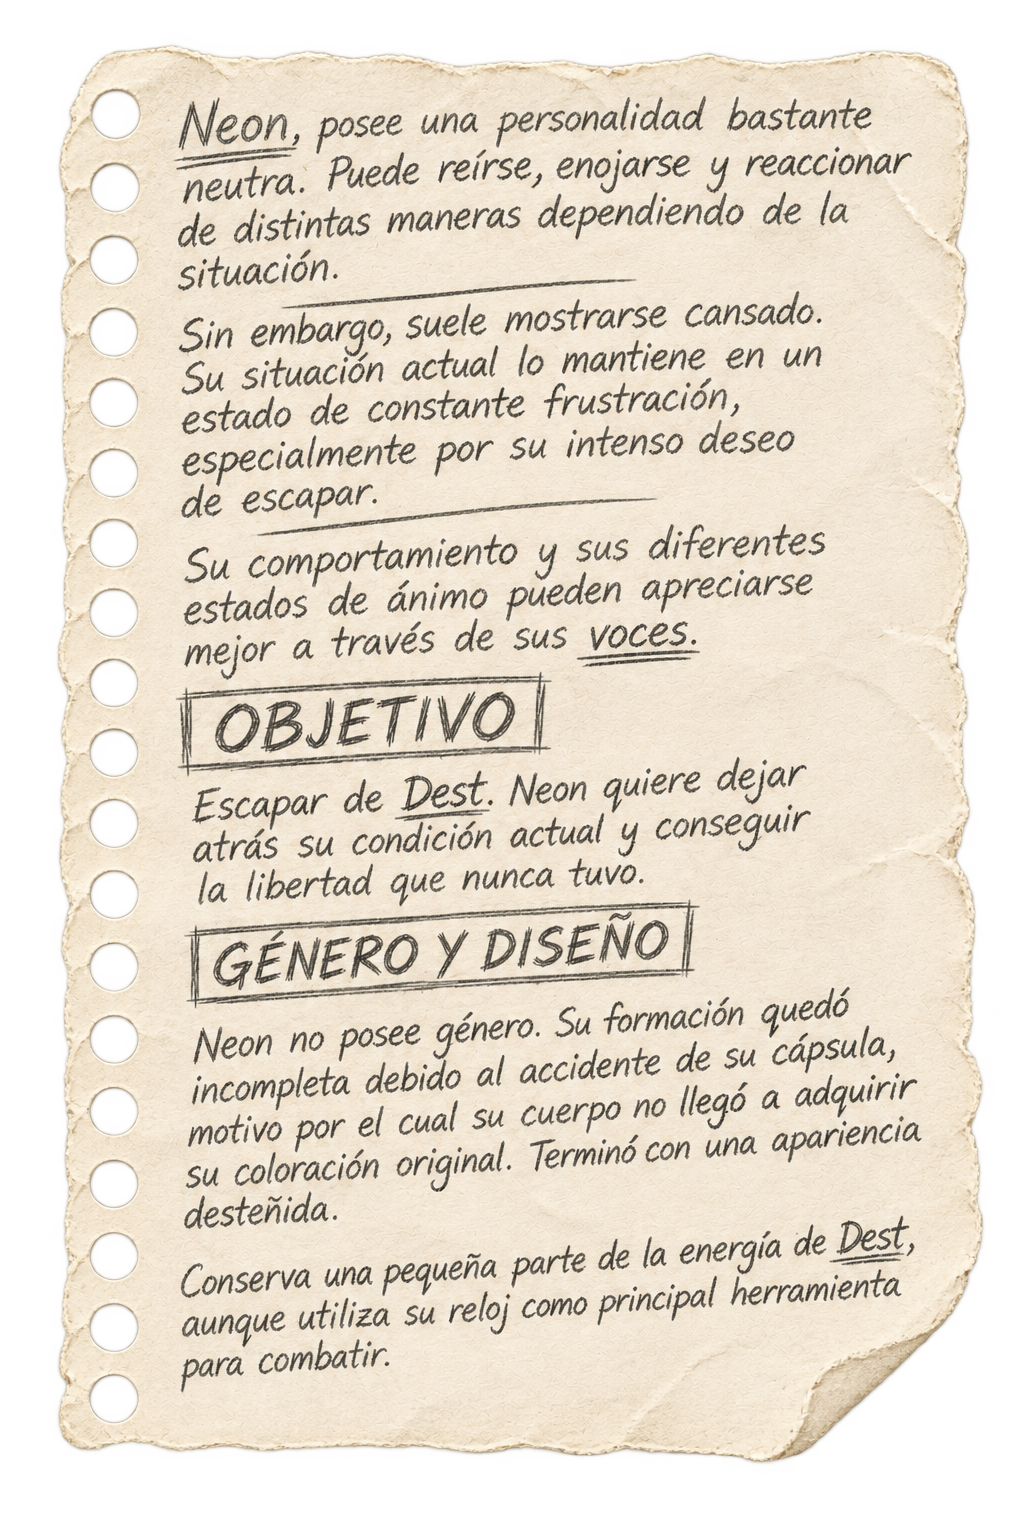 Neon, posee una personalidad bastante
neutra. Puede reírse, enojarse y reaccionar
de distintas maneras dependiendo de la
situación.
Sin embargo, suele mostrarse cansado.
Su situación actual lo mantiene en un
estado de constante frustración,
especialmente por su intenso deseo
de escapar.
Su comportamiento y sus diferentes
estados de ánimo pueden apreciarse
mejor a través de sus voces.
OBJETIVO
Escapar de Dest. Neon quiere dejar
atrás su condición actual y conseguir
la libertad que nunca tuvo.
GÉNERO Y DISEÑO
Neon no posee género. Su formación quedó
incompleta debido al accidente de su cápsula,
motivo por el cual su cuerpo no llegó a adquirir
su coloración original. Terminó con una apariencia
desteñida.
Conserva una pequeña parte de la energía de Dest,
aunque utiliza su reloj como principal herramienta
para combatir.